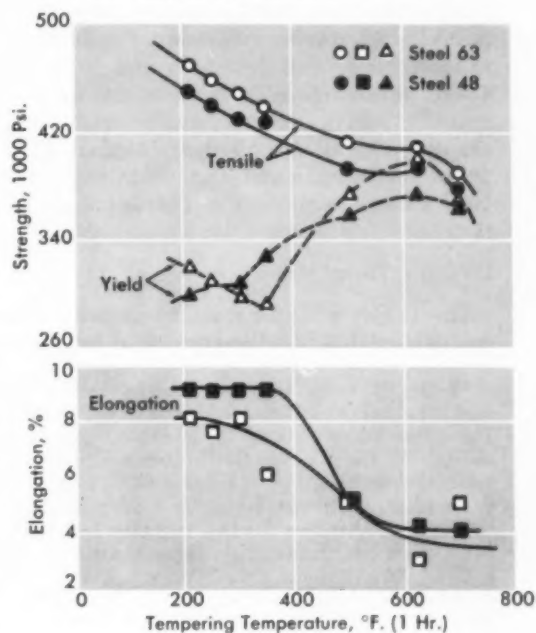 500
420
340
260
Strength, 1000 Psi.
Steel 63
Steel 48
Tensile
Yield
10
8
6
4
2
Elongation, %
Elongation
0 200 400 600 800
Tempering Temperature, °F. (1 Hr.)